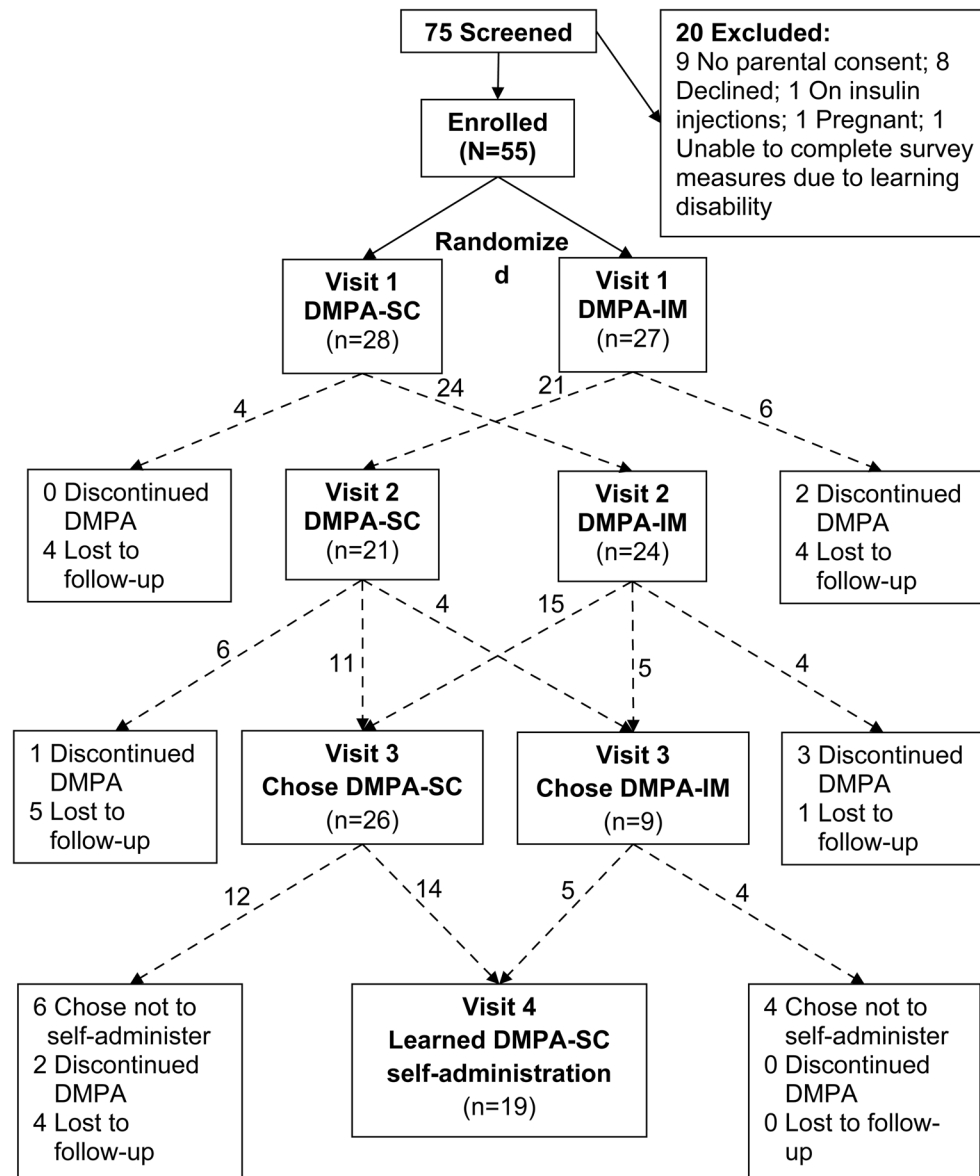 75 Screened
20 Excluded:
9 No parental consent; 8
Declined; 1 On insulin
injections; 1 Pregnant; 1
Unable to complete survey
measures due to learning
disability
Enrolled
(N=55)
Randomize
d
Visit 1
DMPA-SC
(n=28)
Visit 1
DMPA-IM
(n=27)
4
24
21
6
0 Discontinued
DMPA
4 Lost to
follow-up
Visit 2
DMPA-SC
(n=21)
Visit 2
DMPA-IM
(n=24)
2 Discontinued
DMPA
4 Lost to
follow-up
6
11
4
15
5
4
1 Discontinued
DMPA
5 Lost to
follow-up
Visit 3
Chose DMPA-SC
(n=26)
Visit 3
Chose DMPA-IM
(n=9)
3 Discontinued
DMPA
1 Lost to
follow-up
12
14
5
4
6 Chose not to
self-administer
2 Discontinued
DMPA
4 Lost to
follow-up
Visit 4
Learned DMPA-SC
self-administration
(n=19)
4 Chose not to
self-administer
0 Discontinued
DMPA
0 Lost to follow-
up